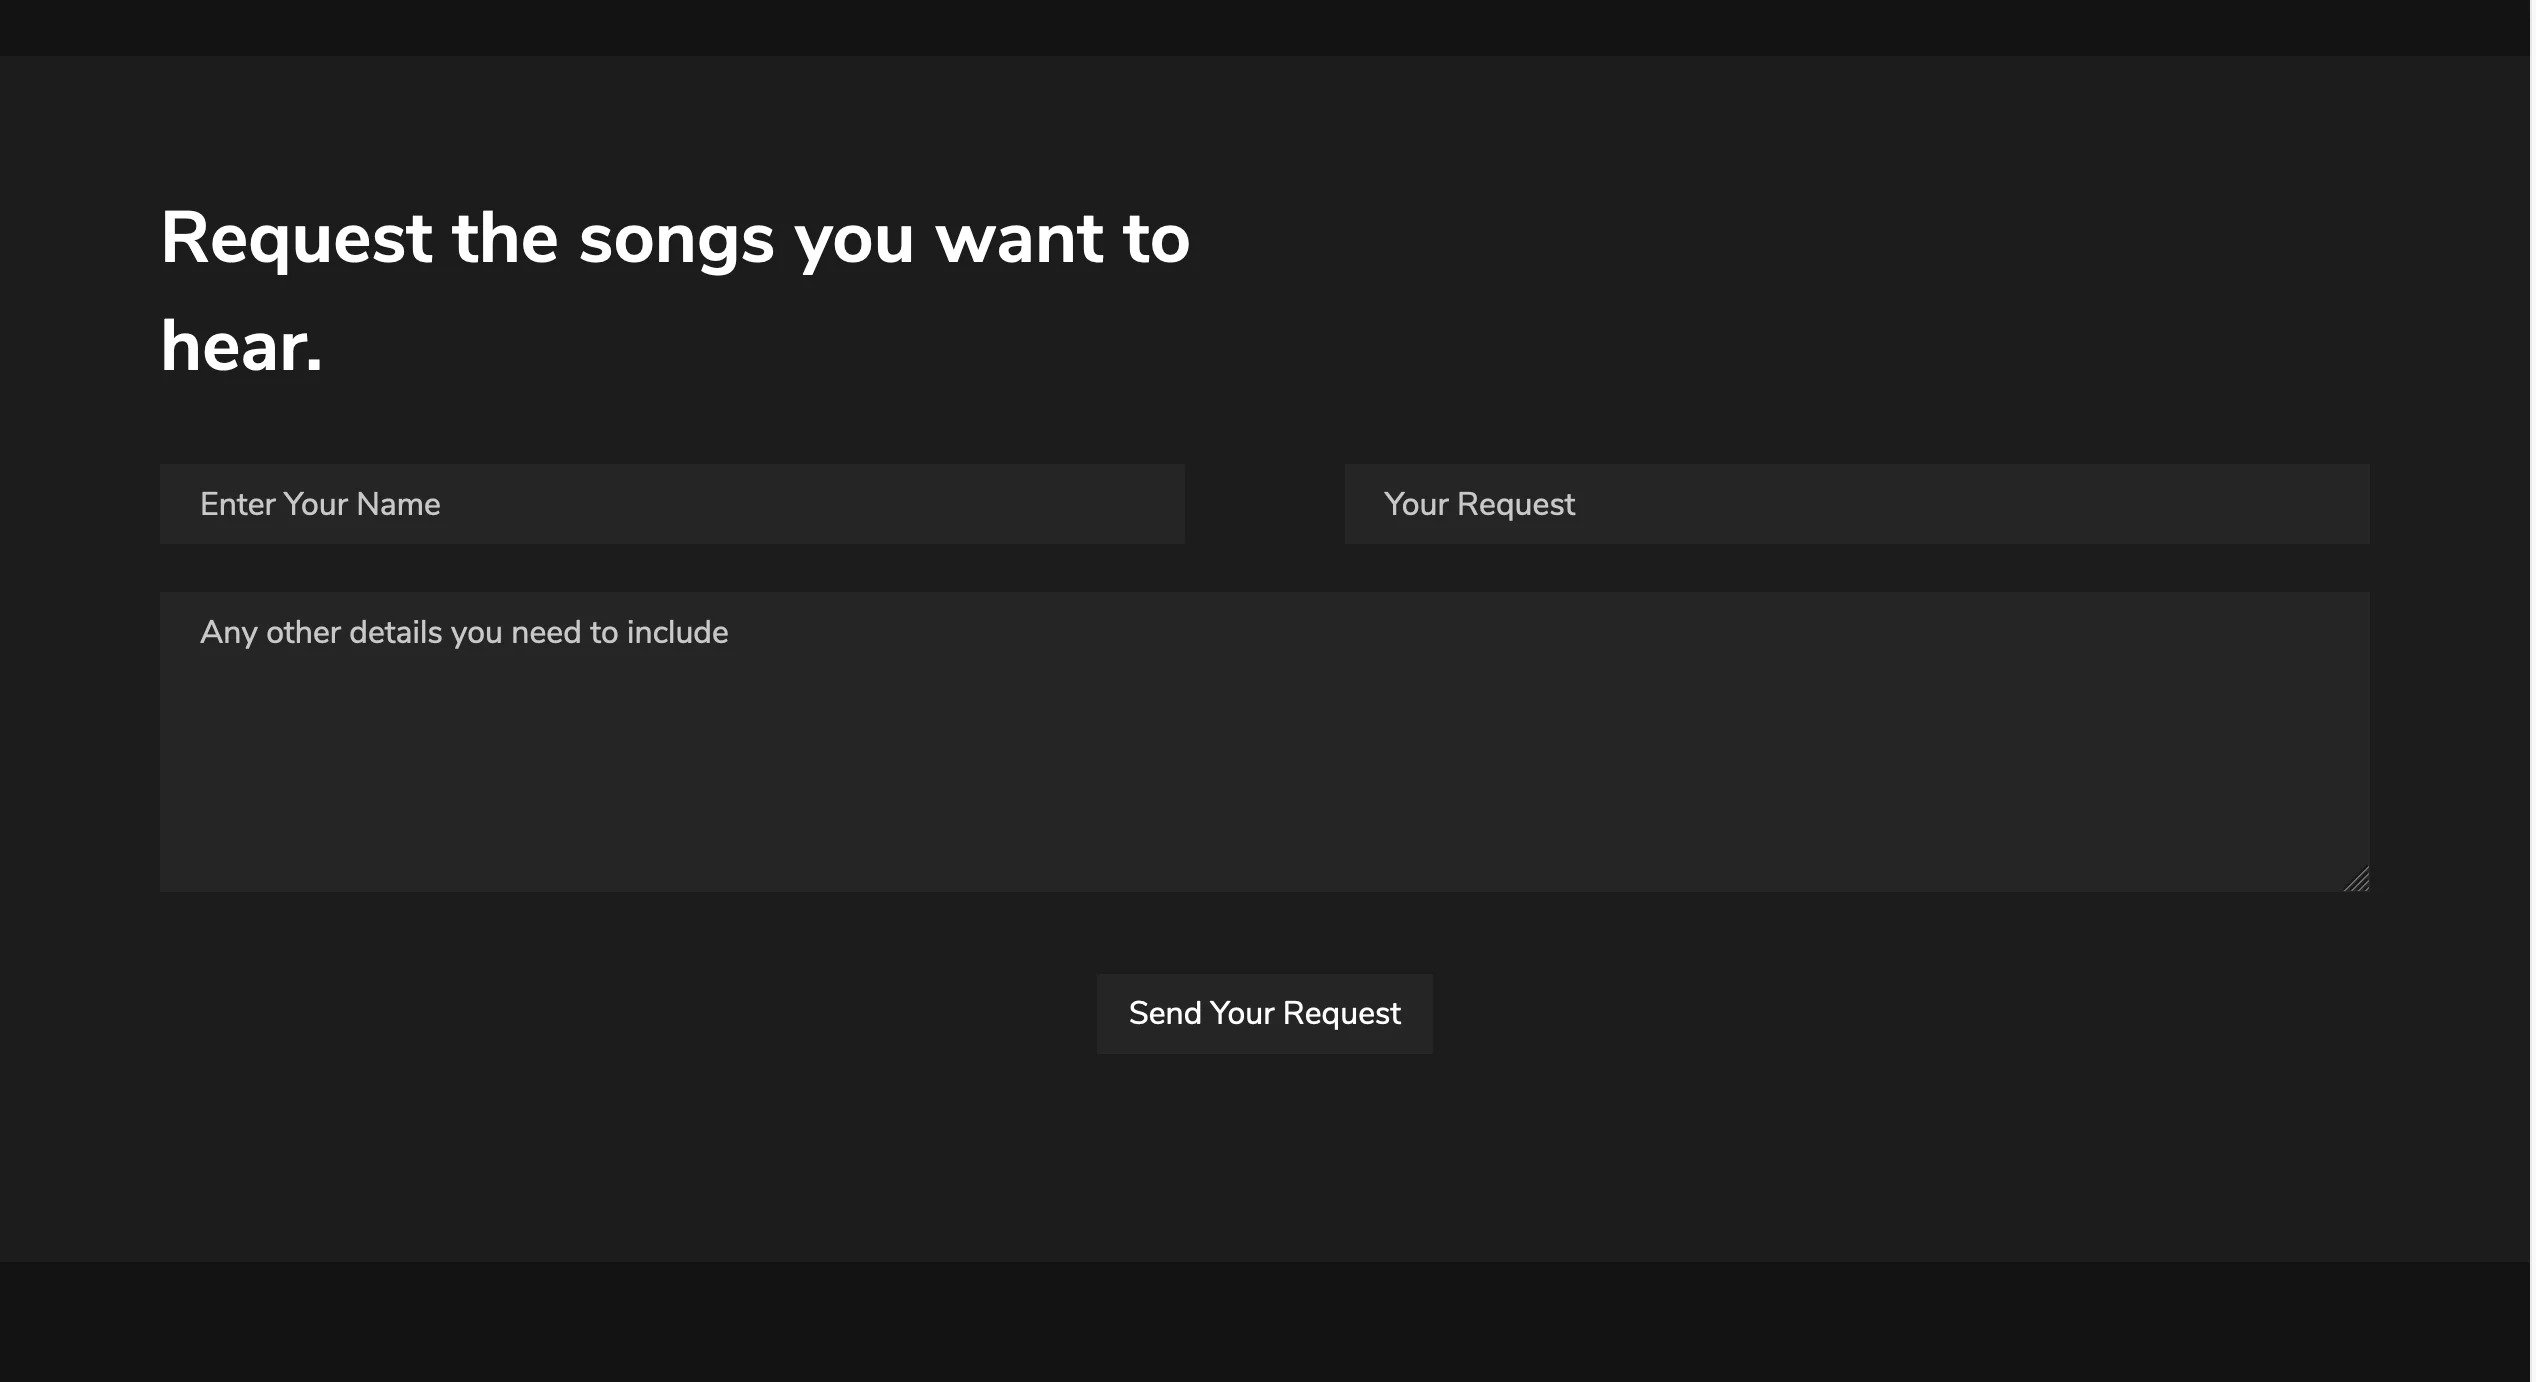 Request the songs you want to
hear.
Enter Your Name
Your Request
Any other details you need to include
Send Your Request